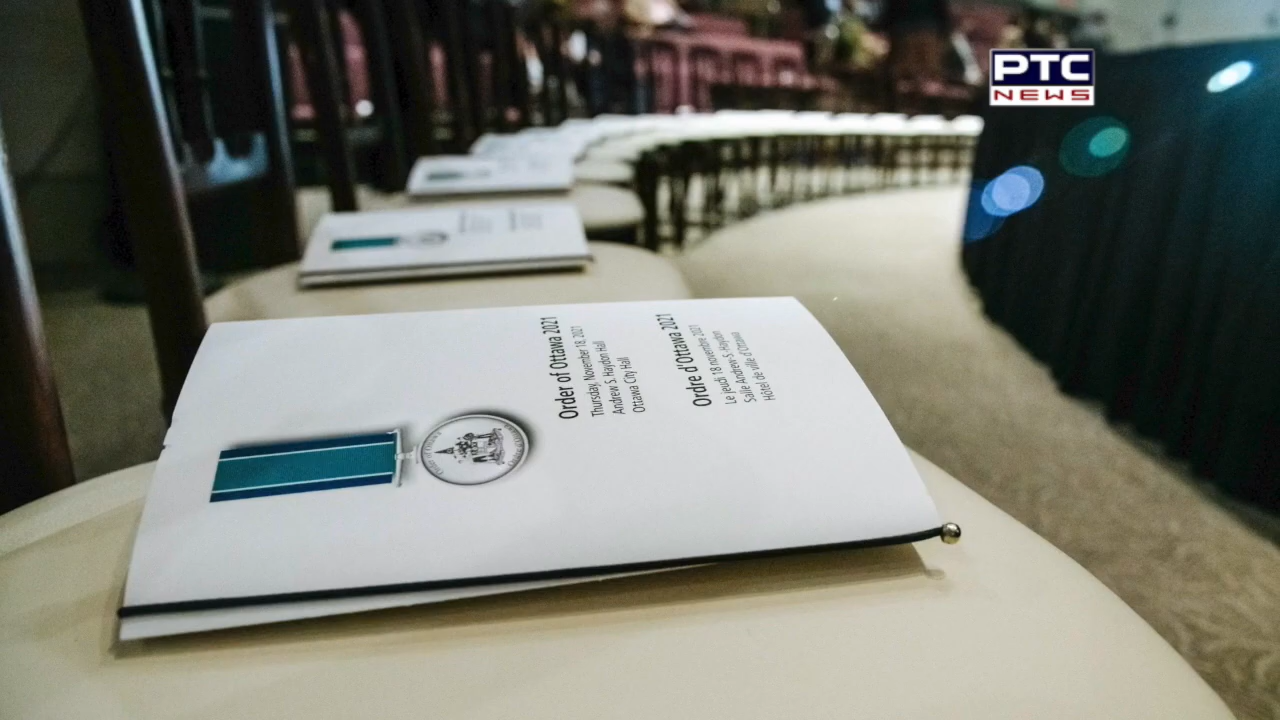 PTC
NEWS
Order of Ottawa 2021
Thursday, November 18, 2021
Andrew S. Haydon Hall
Ottawa City Hall
Ordre d'Ottawa 2021
Le jeudi 18 novembre 2021
Salle Andrew-S.-Haydon
Hôtel de ville d'Ottawa